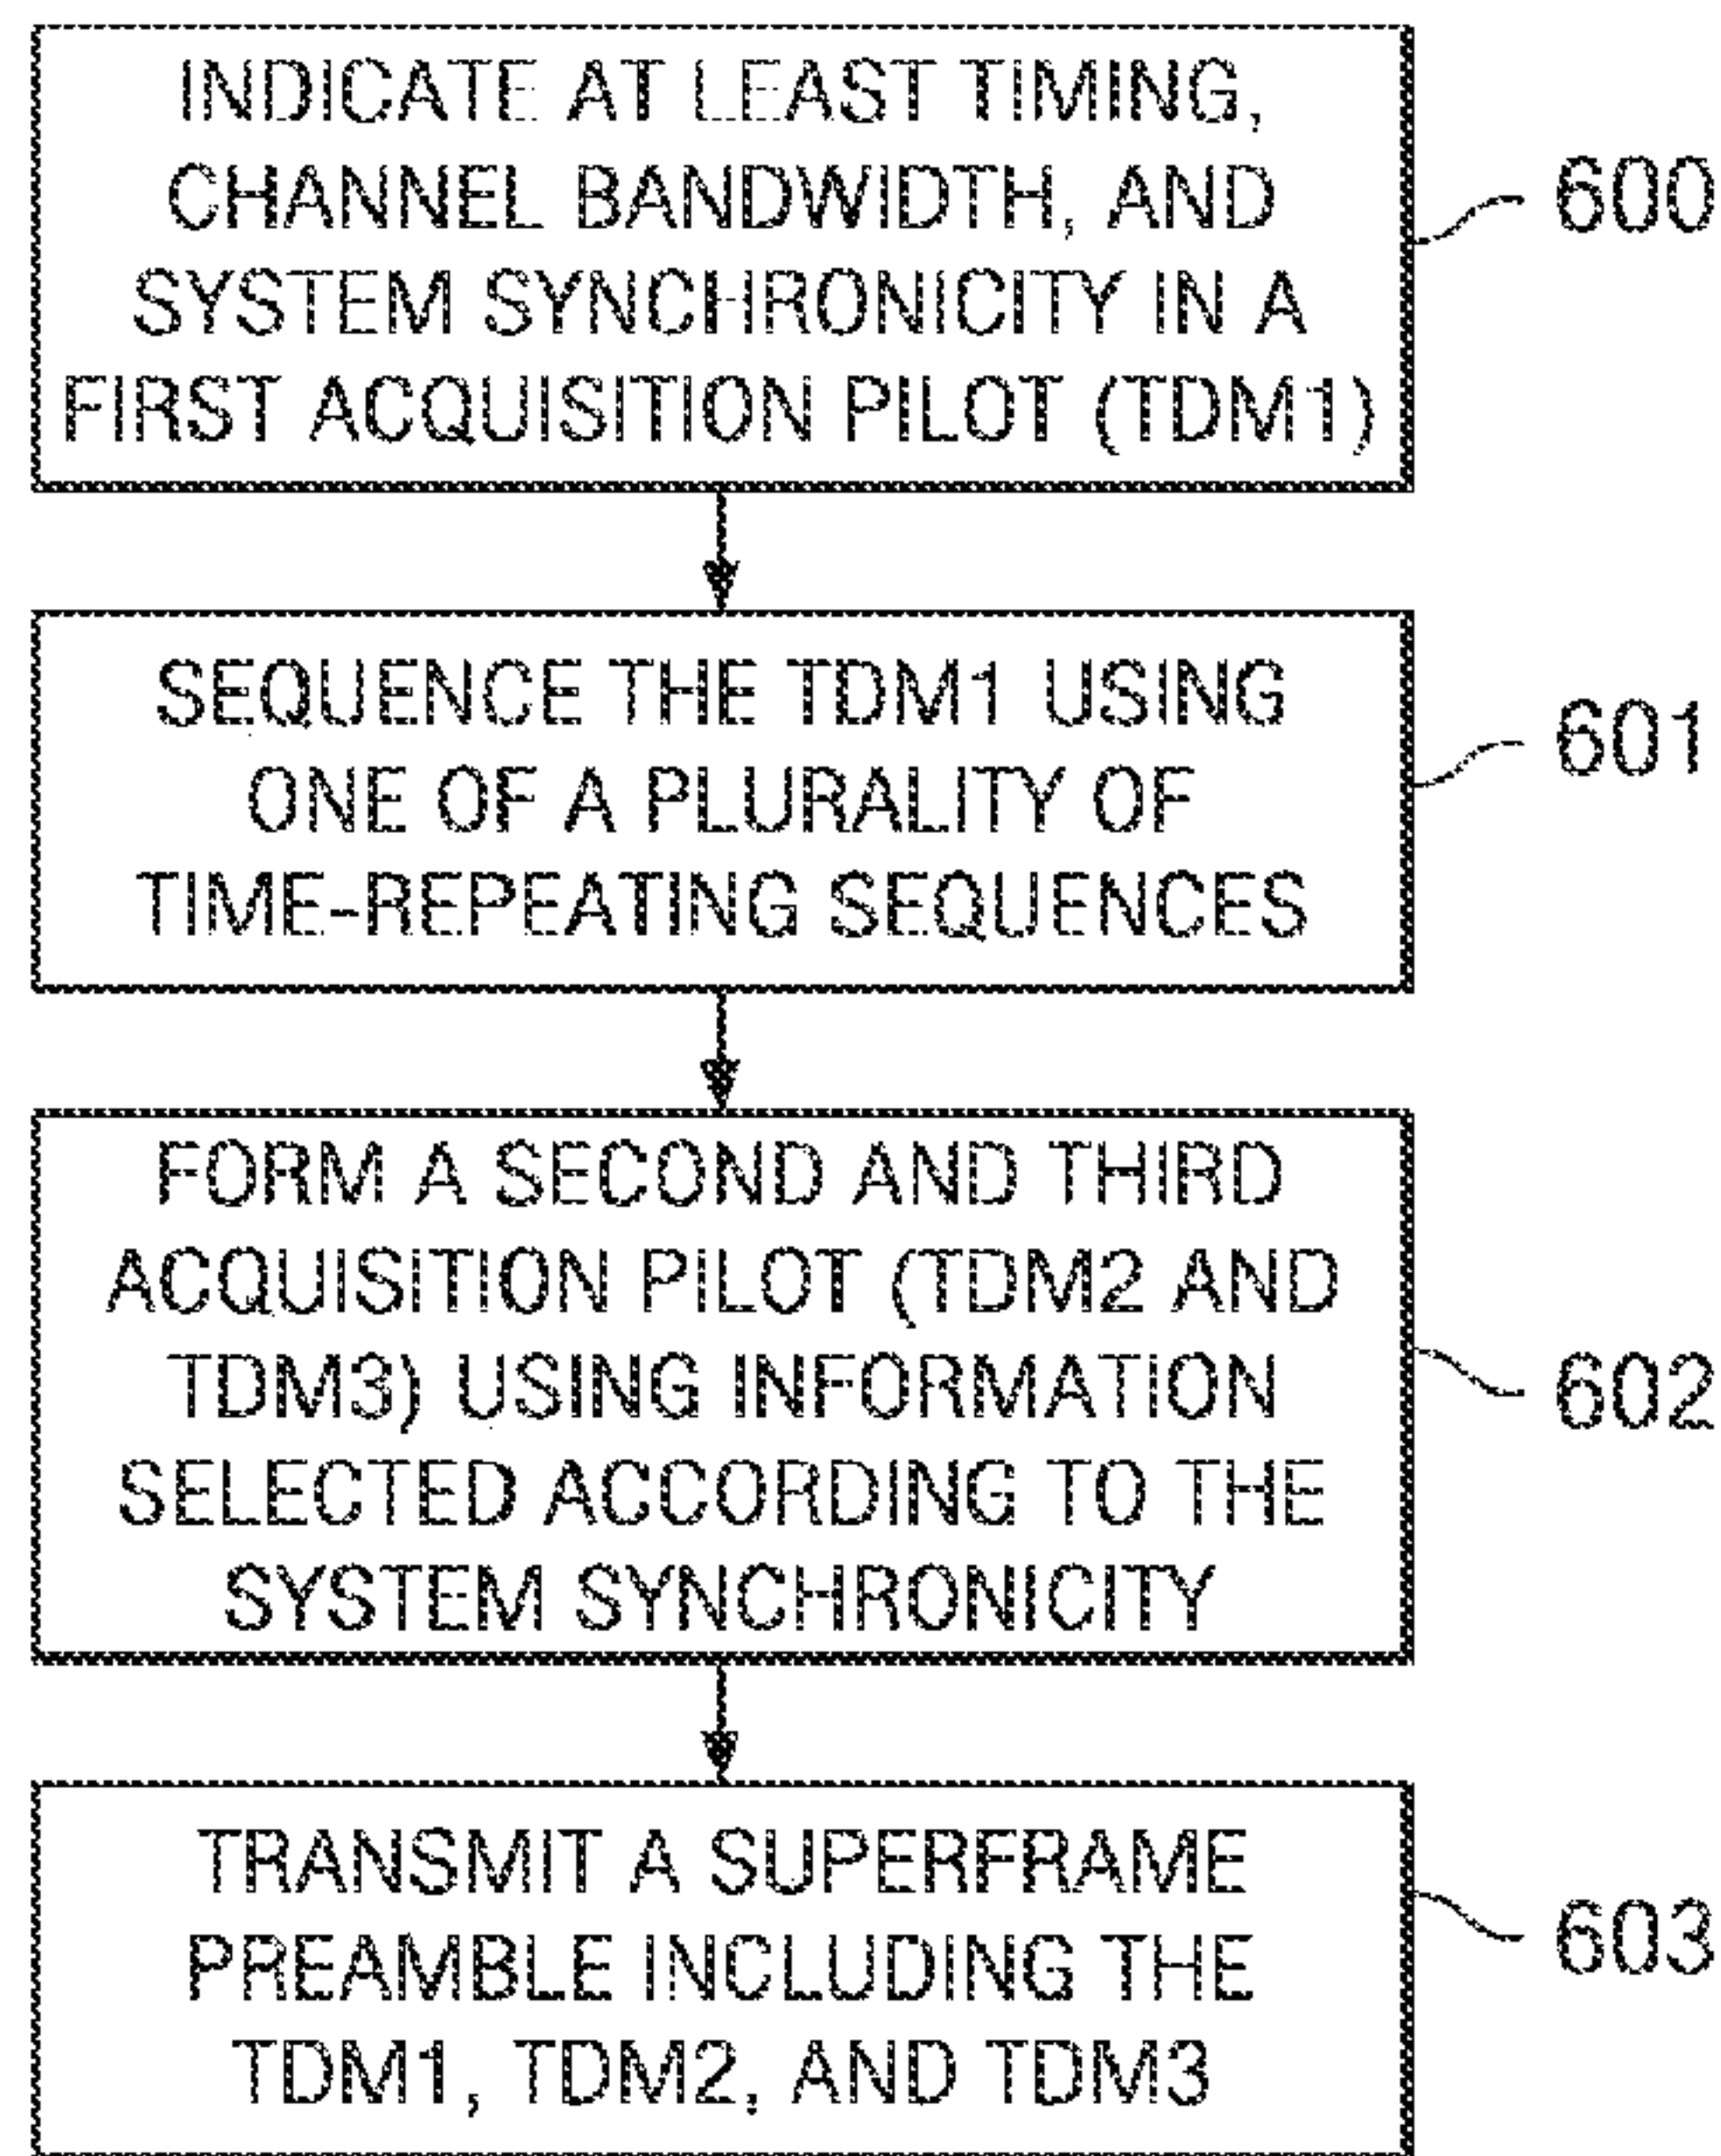 INDICATE AT LEAST TIMING,
CHANNEL BANDWIDTH, AND
SYSTEM SYNCHRONICITY IN A
FIRST ACQUISITION PILOT (TDM1)
600
SEQUENCE THE TDM1 USING
ONE OF A PLURALITY OF
TIME-REPEATING SEQUENCES
601
FORM A SECOND AND THIRD
ACQUISITION PILOT (TDM2 AND
TDM3) USING INFORMATION
SELECTED ACCORDING TO THE
SYSTEM SYNCHRONICITY
602
TRANSMIT A SUPERFRAME
PREAMBLE INCLUDING THE
TDM1, TDM2, AND TDM3
603